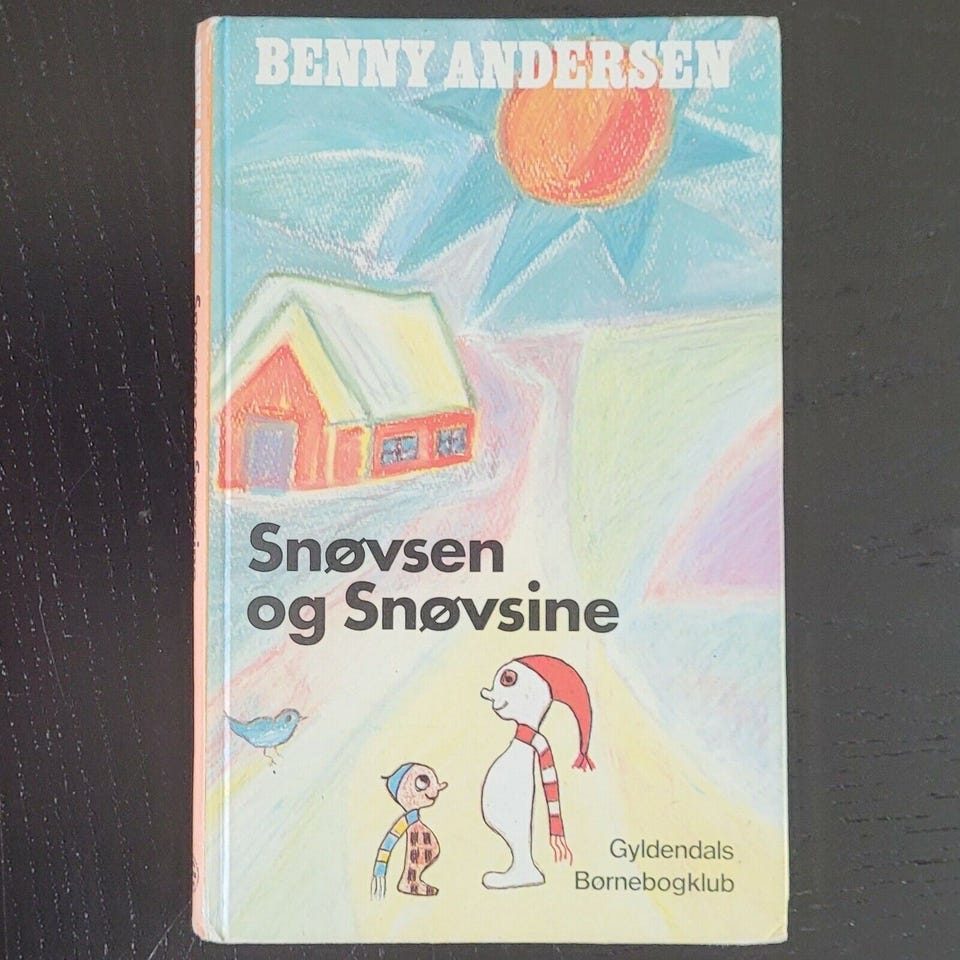 BENNY ANDERSEN
Snøvsen
og Snøvsine
Gyldendals
Børnebogklub